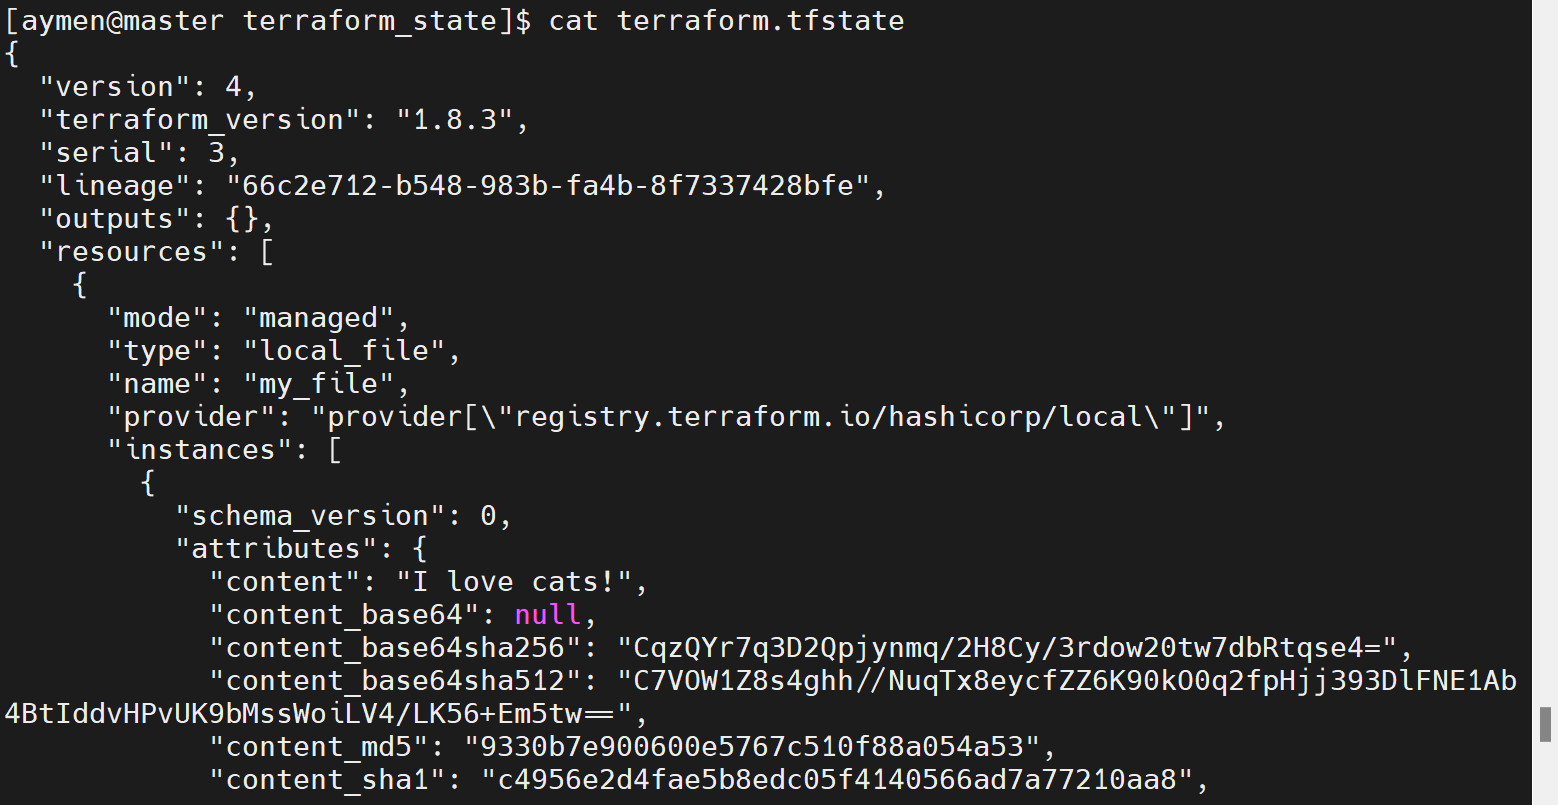 [aymen@master terraform_state]$ cat terraform.tfstate
{
  "version": 4,
  "terraform_version": "1.8.3",
  "serial": 3,
  "lineage": "66c2e712-b548-983b-fa4b-8f7337428bfe",
  "outputs": {},
  "resources": [
    {
      "mode": "managed",
      "type": "local_file",
      "name": "my_file",
      "provider": "provider[\"registry.terraform.io/hashicorp/local\"]",
      "instances": [
        {
          "schema_version": 0,
          "attributes": {
            "content": "I love cats!",
            "content_base64": null,
            "content_base64sha256": "CqzQYr7q3D2Qpjynmq/2H8Cy/3rdow20tw7dbRtqse4=",
            "content_base64sha512": "C7VOW1Z8s4ghh//NuqTx8eycfZZ6K90kO0q2fpHjj393DlFNE1Ab
4BtIddvHPvUK9bMssWoiLV4/LK56+Em5tw==",
            "content_md5": "9330b7e900600e5767c510f88a054a53",
            "content_sha1": "c4956e2d4fae5b8edc05f4140566ad7a77210aa8",